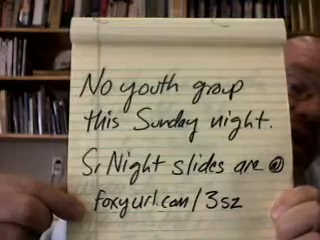 No youth group
this Sunday night.
Sr Night slides are @
foxyurl.com/3sz